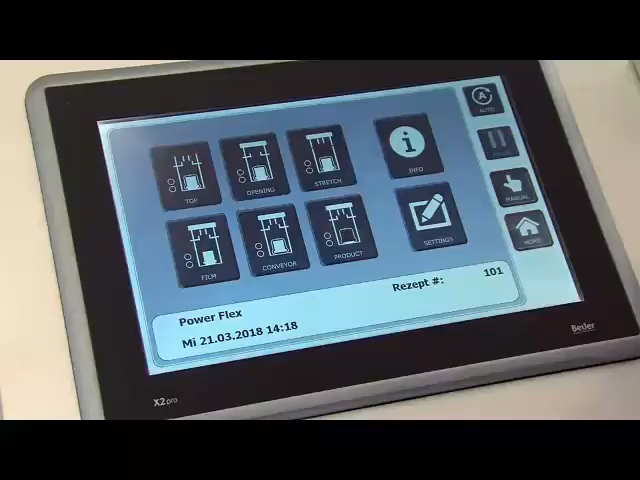 AUTO
INFO
TOP
OPENING
STRETCH
MANUAL
SETTINGS
FILM
CONVEYOR
PRODUCT
HOME
Power Flex
Rezept #: 101
Mi 21.03.2018 14:18
X2 pro